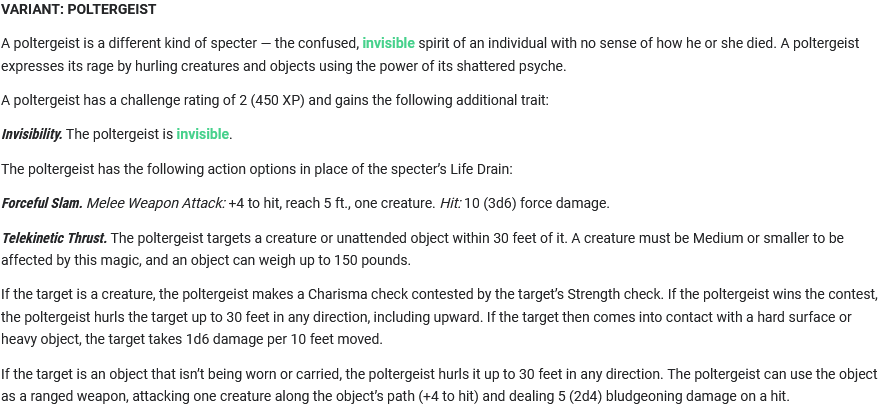 VARIANT: POLTERGEIST
A poltergeist is a different kind of specter — the confused, invisible spirit of an individual with no sense of how he or she died. A poltergeist
expresses its rage by hurling creatures and objects using the power of its shattered psyche.
A poltergeist has a challenge rating of 2 (450 XP) and gains the following additional trait:
Invisibility. The poltergeist is invisible.
The poltergeist has the following action options in place of the specter’s Life Drain:
Forceful Slam. Melee Weapon Attack: +4 to hit, reach 5 ft., one creature. Hit: 10 (3d6) force damage.
Telekinetic Thrust. The poltergeist targets a creature or unattended object within 30 feet of it. A creature must be Medium or smaller to be
affected by this magic, and an object can weigh up to 150 pounds.
If the target is a creature, the poltergeist makes a Charisma check contested by the target’s Strength check. If the poltergeist wins the contest,
the poltergeist hurls the target up to 30 feet in any direction, including upward. If the target then comes into contact with a hard surface or
heavy object, the target takes 1d6 damage per 10 feet moved.
If the target is an object that isn’t being worn or carried, the poltergeist hurls it up to 30 feet in any direction. The poltergeist can use the object
as a ranged weapon, attacking one creature along the object’s path (+4 to hit) and dealing 5 (2d4) bludgeoning damage on a hit.